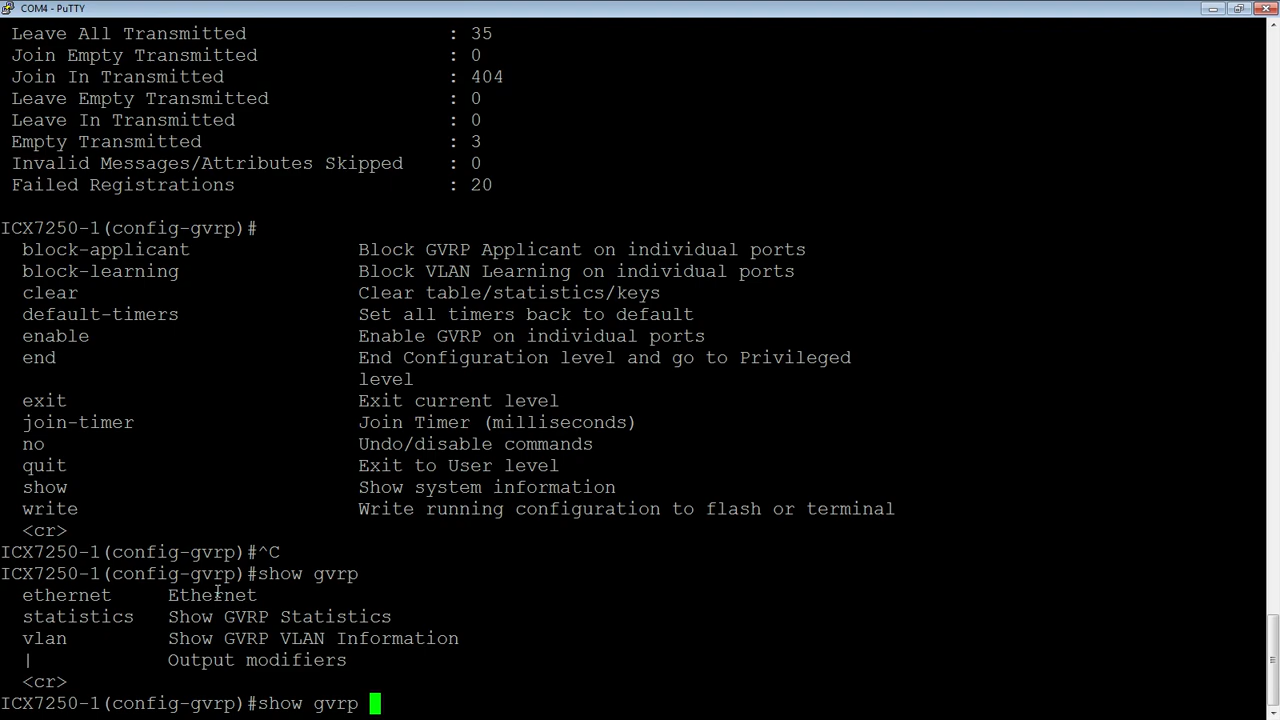 COM4 - PuTTY
Leave All Transmitted : 35
Join Empty Transmitted : 0
Join In Transmitted : 404
Leave Empty Transmitted : 0
Leave In Transmitted : 0
Empty Transmitted : 3
Invalid Messages/Attributes Skipped : 0
Failed Registrations : 20
ICX7250-1(config-gvrp)#
block-applicant Block GVRP Applicant on individual ports
block-learning Block VLAN Learning on individual ports
clear Clear table/statistics/keys
default-timers Set all timers back to default
enable Enable GVRP on individual ports
end End Configuration level and go to Privileged
level
exit Exit current level
join-timer Join Timer (milliseconds)
no Undo/disable commands
quit Exit to User level
show Show system information
write Write running configuration to flash or terminal
<cr>
ICX7250-1(config-gvrp)#^C
ICX7250-1(config-gvrp)#show gvrp
ethernet Ethernet
statistics Show GVRP Statistics
vlan Show GVRP VLAN Information
| Output modifiers
<cr>
ICX7250-1(config-gvrp)#show gvrp